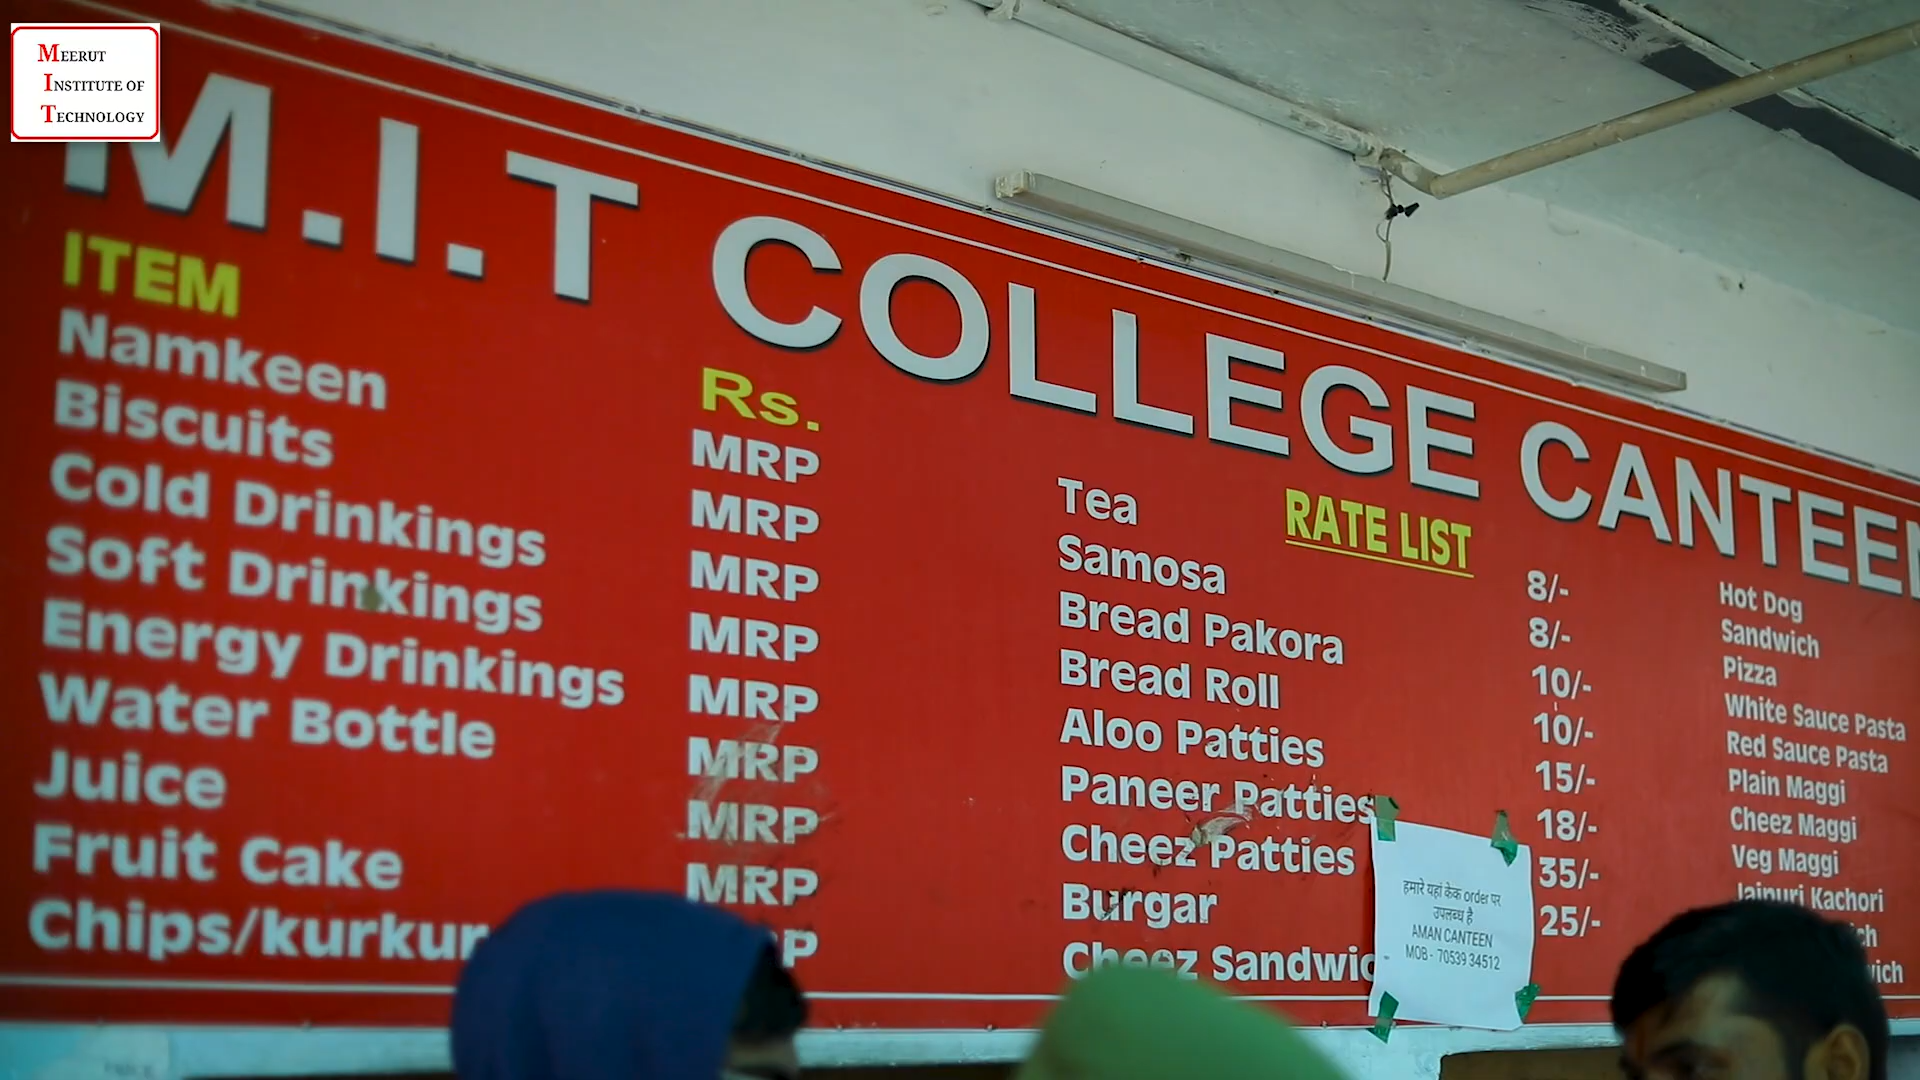 MEERUT
INSTITUTE OF
TECHNOLOGY
M.I.T COLLEGE CANTEEN
ITEM
Rs.
Namkeen MRP
Biscuits MRP
Cold Drinkings MRP
Soft Drinkings MRP
Energy Drinkings MRP
Water Bottle MRP
Juice MRP
Fruit Cake MRP
Chips/kurkur
RATE LIST
Tea 8/-
Samosa 8/-
Bread Pakora 10/-
Bread Roll 10/-
Aloo Patties 15/-
Paneer Patties 18/-
Cheez Patties 35/-
Burgar 25/-
Cheez Sandwic
हमारे यहां केक order पर
उपलब्ध है
AMAN CANTEEN
MOB - 70539 34512
Hot Dog
Sandwich
Pizza
White Sauce Pasta
Red Sauce Pasta
Plain Maggi
Cheez Maggi
Veg Maggi
Jaipuri Kachori